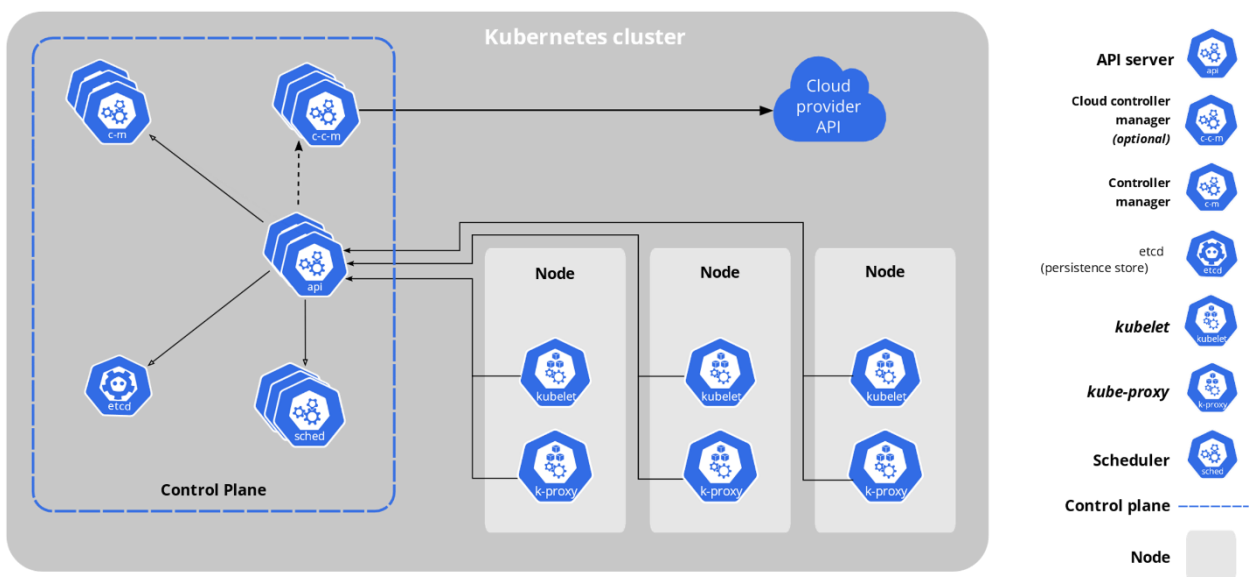 Kubernetes cluster
c-m
c-c-m
Cloud
provider
API
api
etcd
sched
Control Plane
Node
kubelet
k-proxy
Node
kubelet
k-proxy
Node
kubelet
k-proxy
API server
api
Cloud controller
manager
(optional)
c-c-m
Controller
manager
c-m
etcd
(persistence store)
etcd
kubelet
kubelet
kube-proxy
k-proxy
Scheduler
sched
Control plane
Node